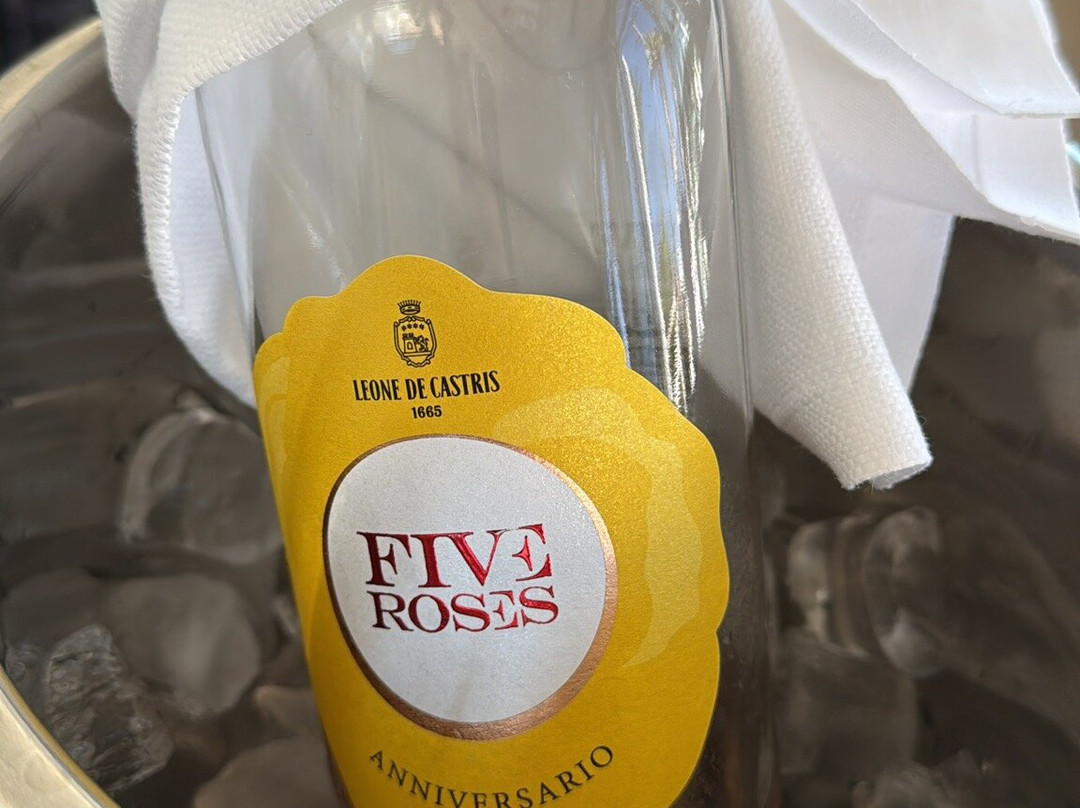 LEONE DE CASTRIS
1665
FIVE
ROSES
ANNIVERSARIO